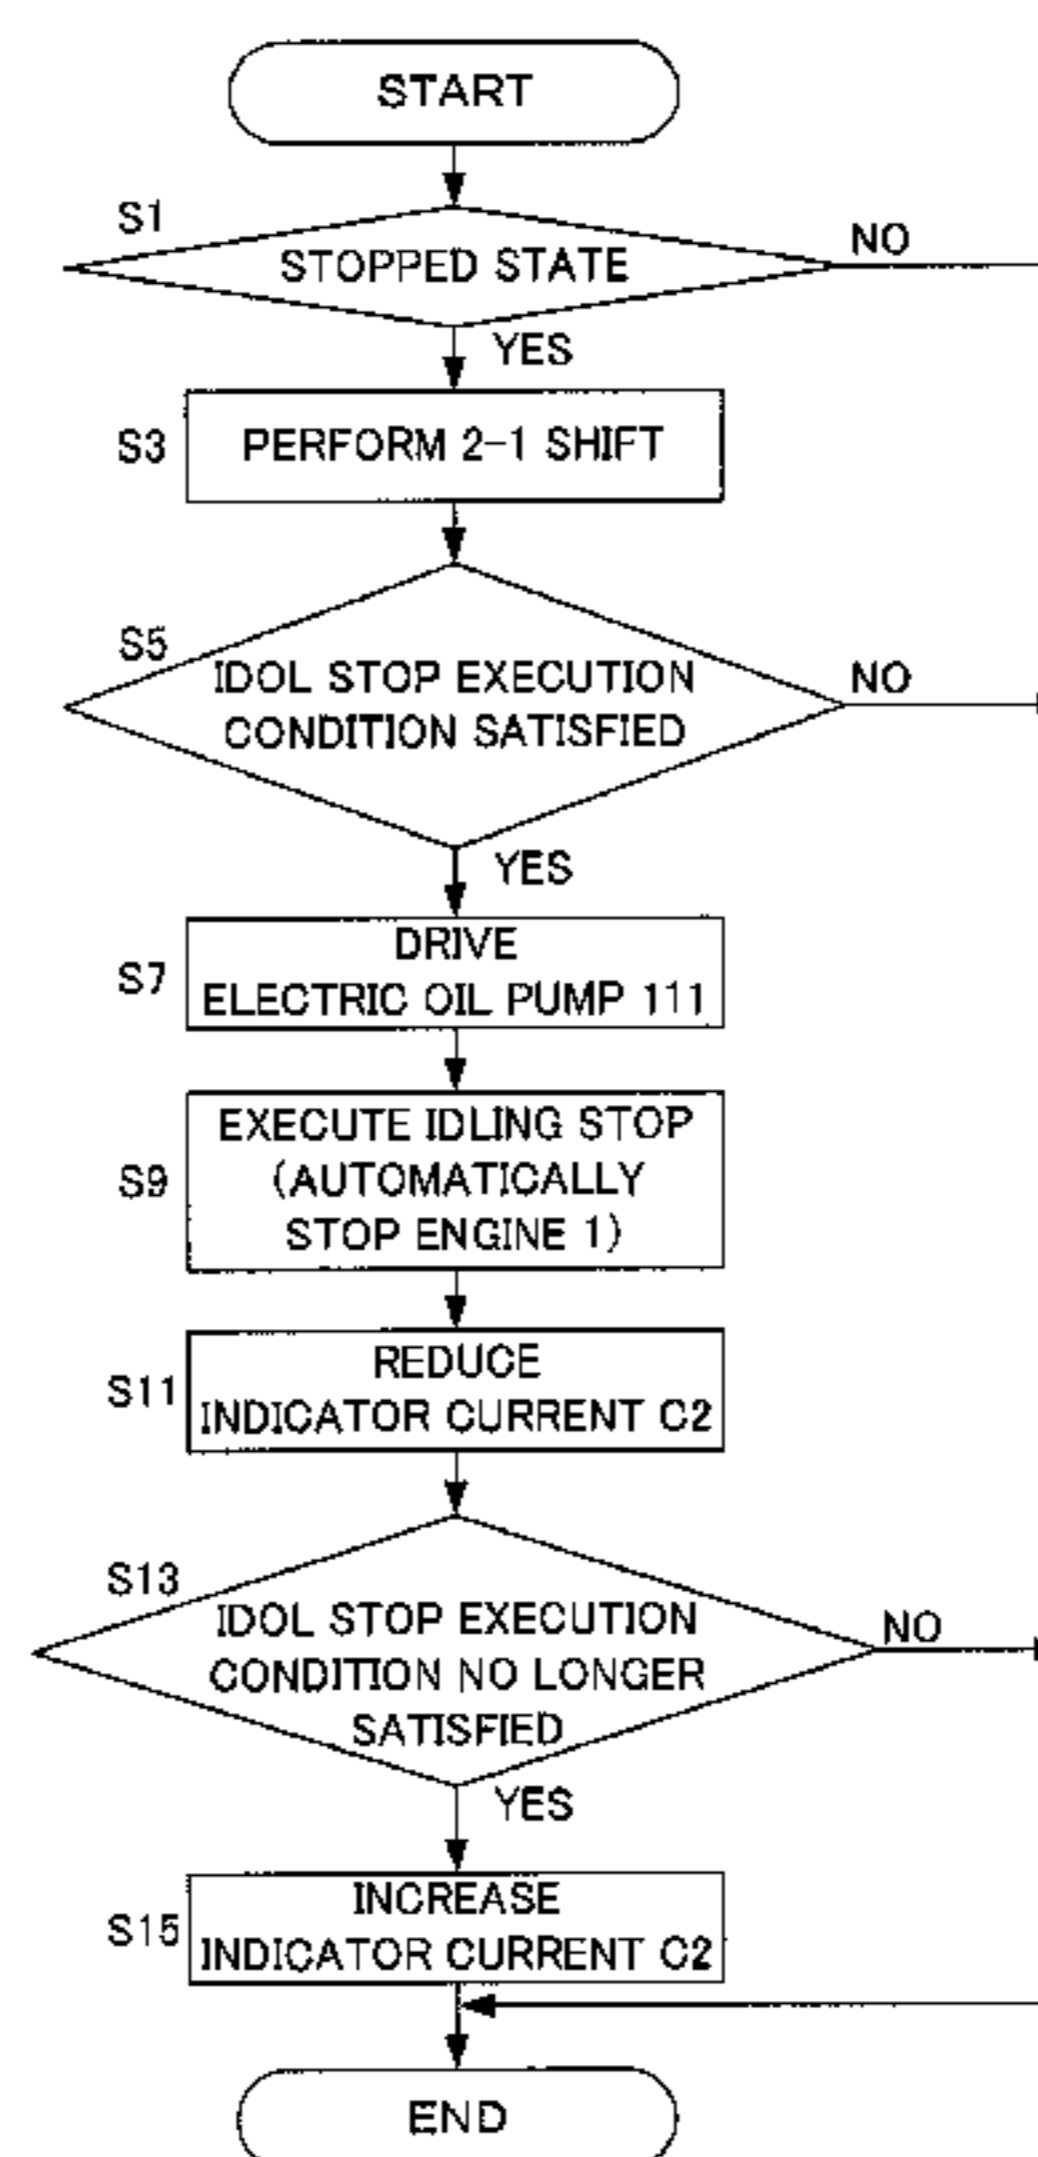 START
S1
STOPPED STATE
NO
YES
S3
PERFORM 2-1 SHIFT
S5
IDOL STOP EXECUTION
CONDITION SATISFIED
NO
YES
S7
DRIVE
ELECTRIC OIL PUMP 111
S9
EXECUTE IDLING STOP
(AUTOMATICALLY
STOP ENGINE 1)
S11
REDUCE
INDICATOR CURRENT C2
S13
IDOL STOP EXECUTION
CONDITION NO LONGER
SATISFIED
NO
YES
S15
INCREASE
INDICATOR CURRENT C2
END